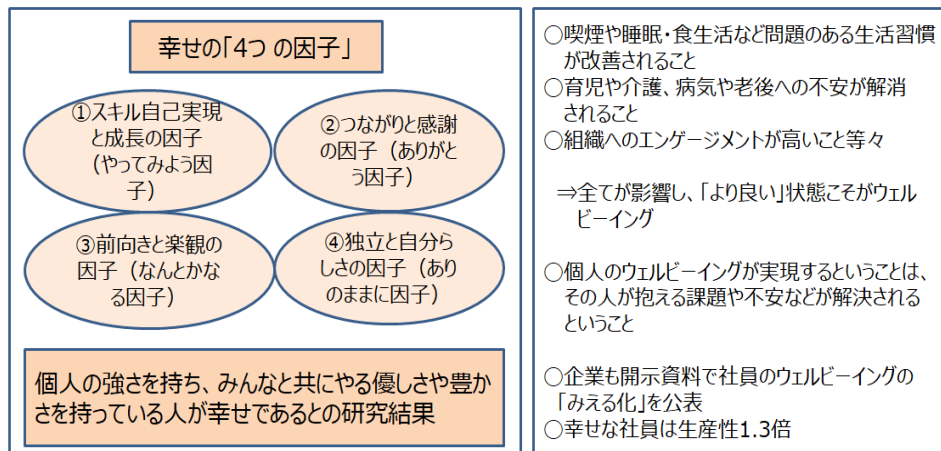 幸せの「4つ の因子」
①スキル自己実現
と成長の因子
(やってみよう因
子)
②つながりと感謝
の因子(ありがと
う因子)
③前向きと楽観の
因子(なんとかな
る因子)
④独立と自分ら
しさの因子(あり
のままに因子)
個人の強さを持ち、みんなと共にやる優しさや豊か
さを持っている人が幸せであるとの研究結果
○喫煙や睡眠・食生活など問題のある生活習慣
が改善されること
○育児や介護、病気や老後への不安が解消
されること
○組織へのエンゲージメントが高いこと等々
⇒全てが影響し、「より良い」状態こそがウェル
ビーイング
○個人のウェルビーイングが実現するということは、
その人が抱える課題や不安などが解決される
ということ
○企業も開示資料で社員のウェルビーイングの
「みえる化」を公表
○幸せな社員は生産性1.3倍